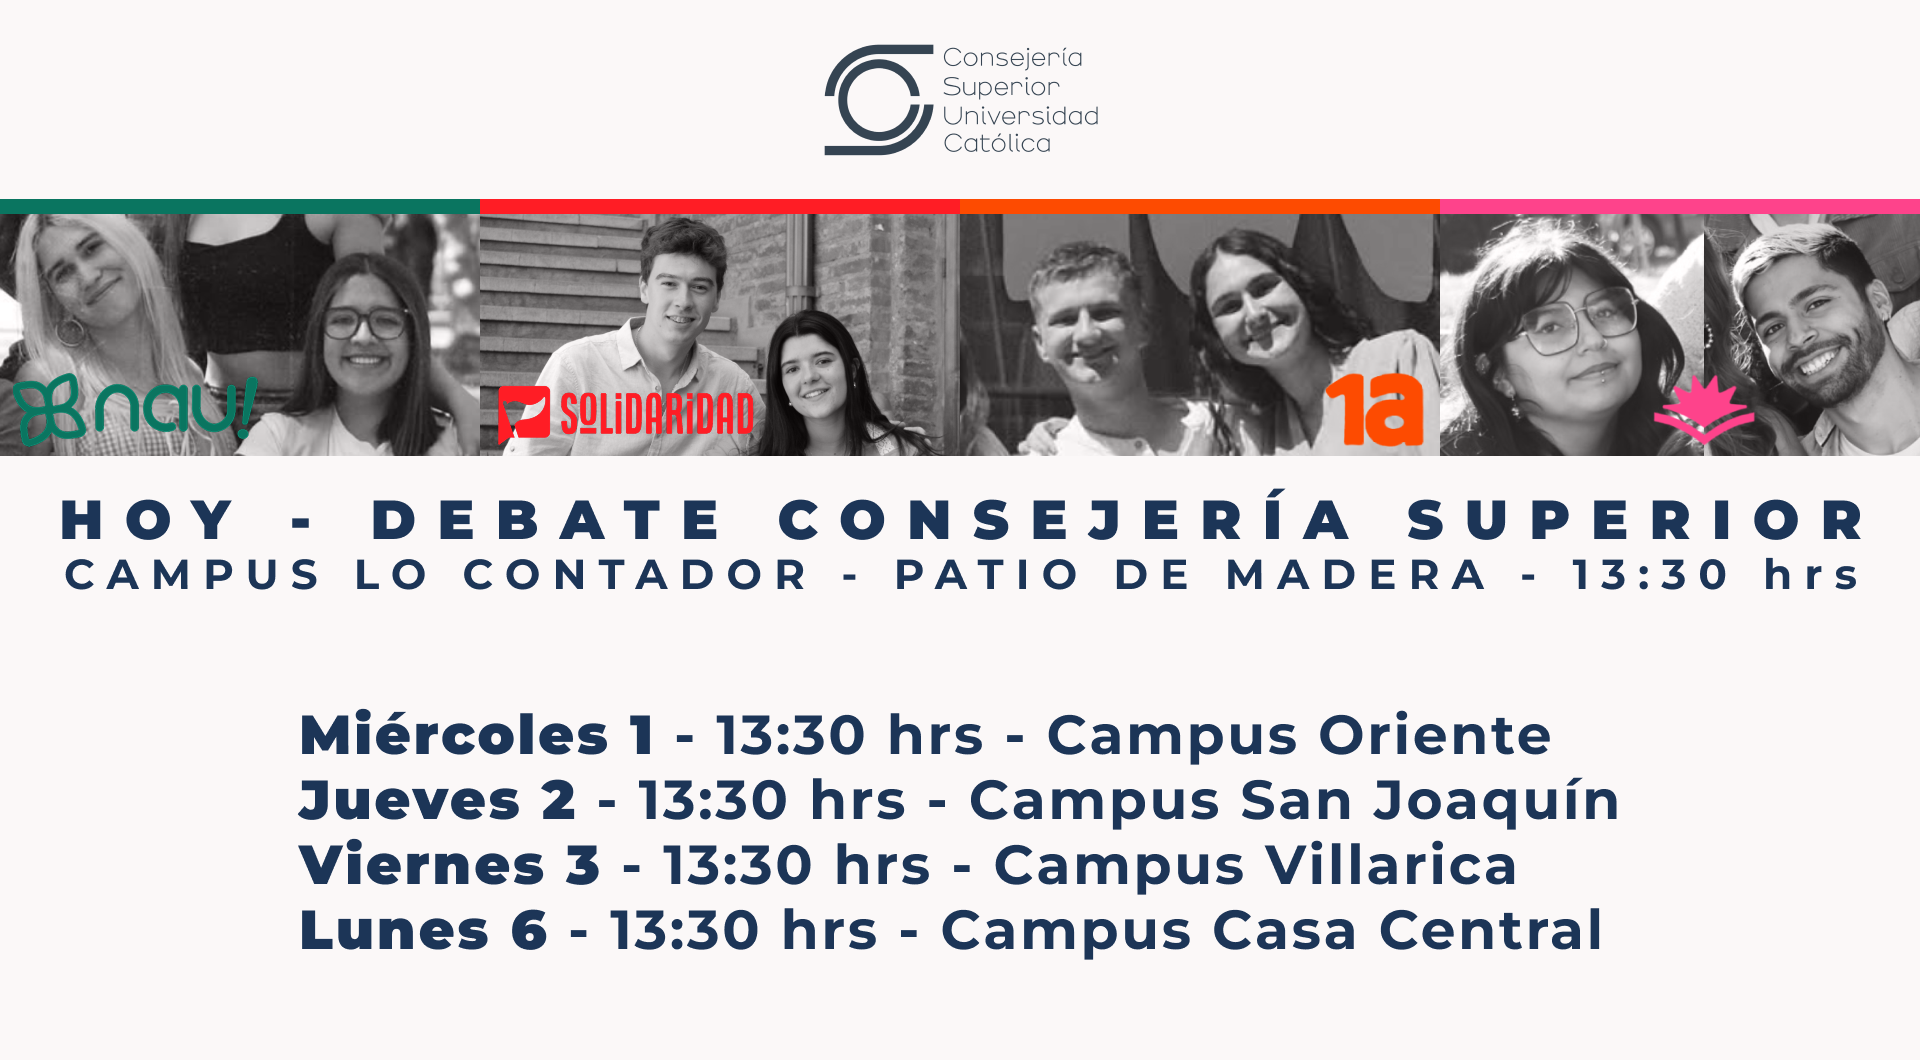 Consejería
Superior
Universidad
Católica
nau!
SOLiDARiDAD
1a
HOY - DEBATE CONSEJERÍA SUPERIOR
CAMPUS LO CONTADOR - PATIO DE MADERA - 13:30 hrs
Miércoles 1 - 13:30 hrs - Campus Oriente
Jueves 2 - 13:30 hrs - Campus San Joaquín
Viernes 3 - 13:30 hrs - Campus Villarica
Lunes 6 - 13:30 hrs - Campus Casa Central